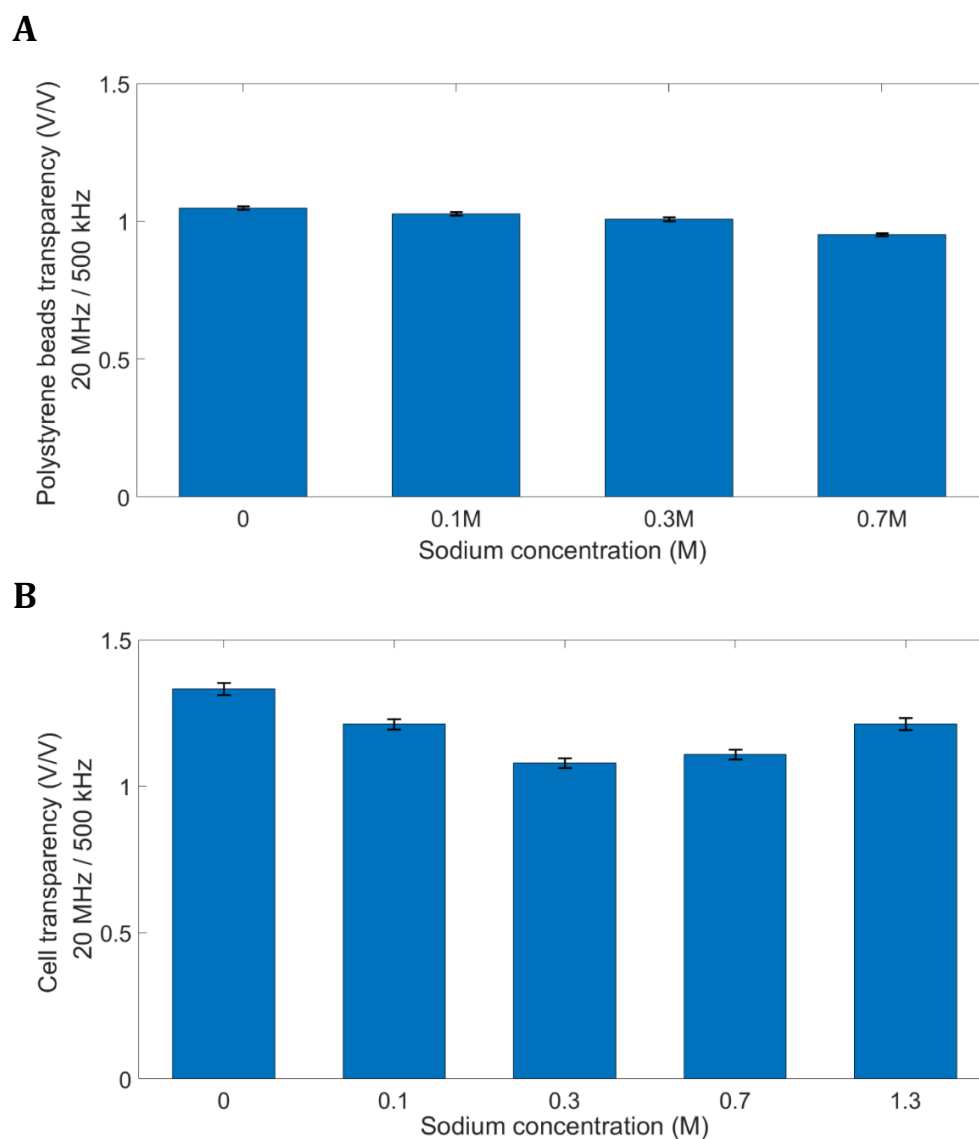 A
Polystyrene beads transparency (V/V)
20 MHz / 500 kHz
1.5
1
0.5
0
0 0.1M 0.3M 0.7M
Sodium concentration (M)
B
Cell transparency (V/V)
20 MHz / 500 kHz
1.5
1
0.5
0
0 0.1 0.3 0.7 1.3
Sodium concentration (M)